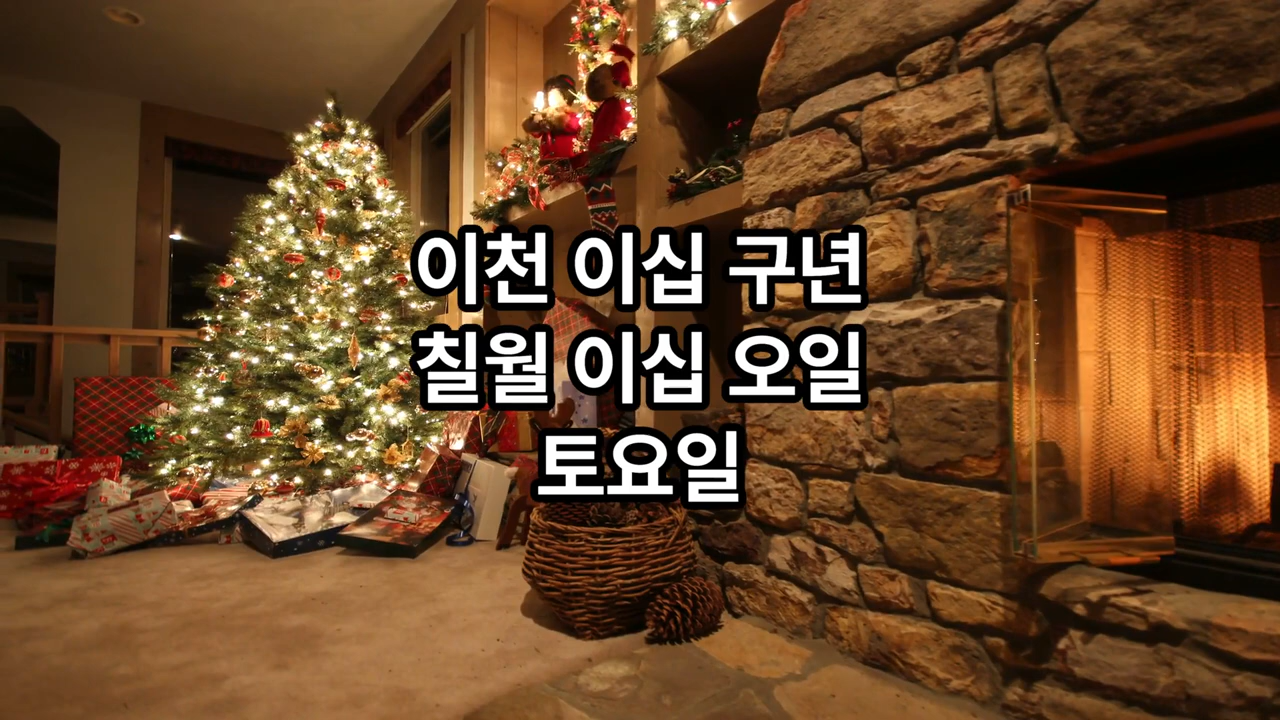 이천 이십 구년
칠월 이십 오일
토요일